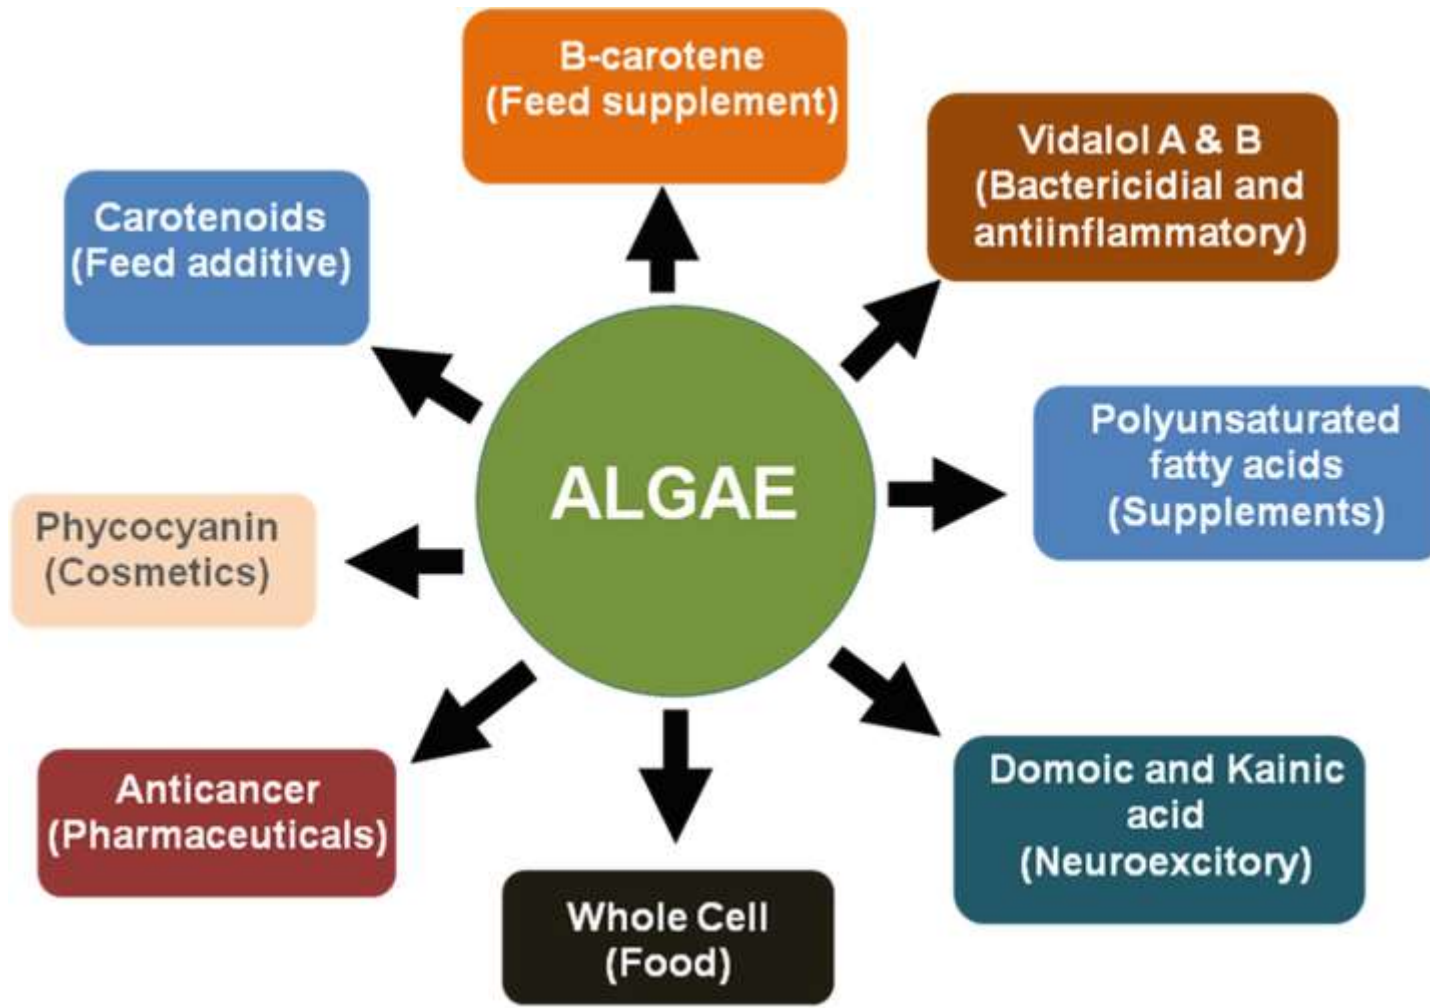 B-carotene
(Feed supplement)
Vidalol A & B
(Bactericidial and
antiinflammatory)
Carotenoids
(Feed additive)
Polyunsaturated
fatty acids
(Supplements)
ALGAE
Phycocyanin
(Cosmetics)
Domoic and Kainic
acid
(Neuroexcitory)
Anticancer
(Pharmaceuticals)
Whole Cell
(Food)